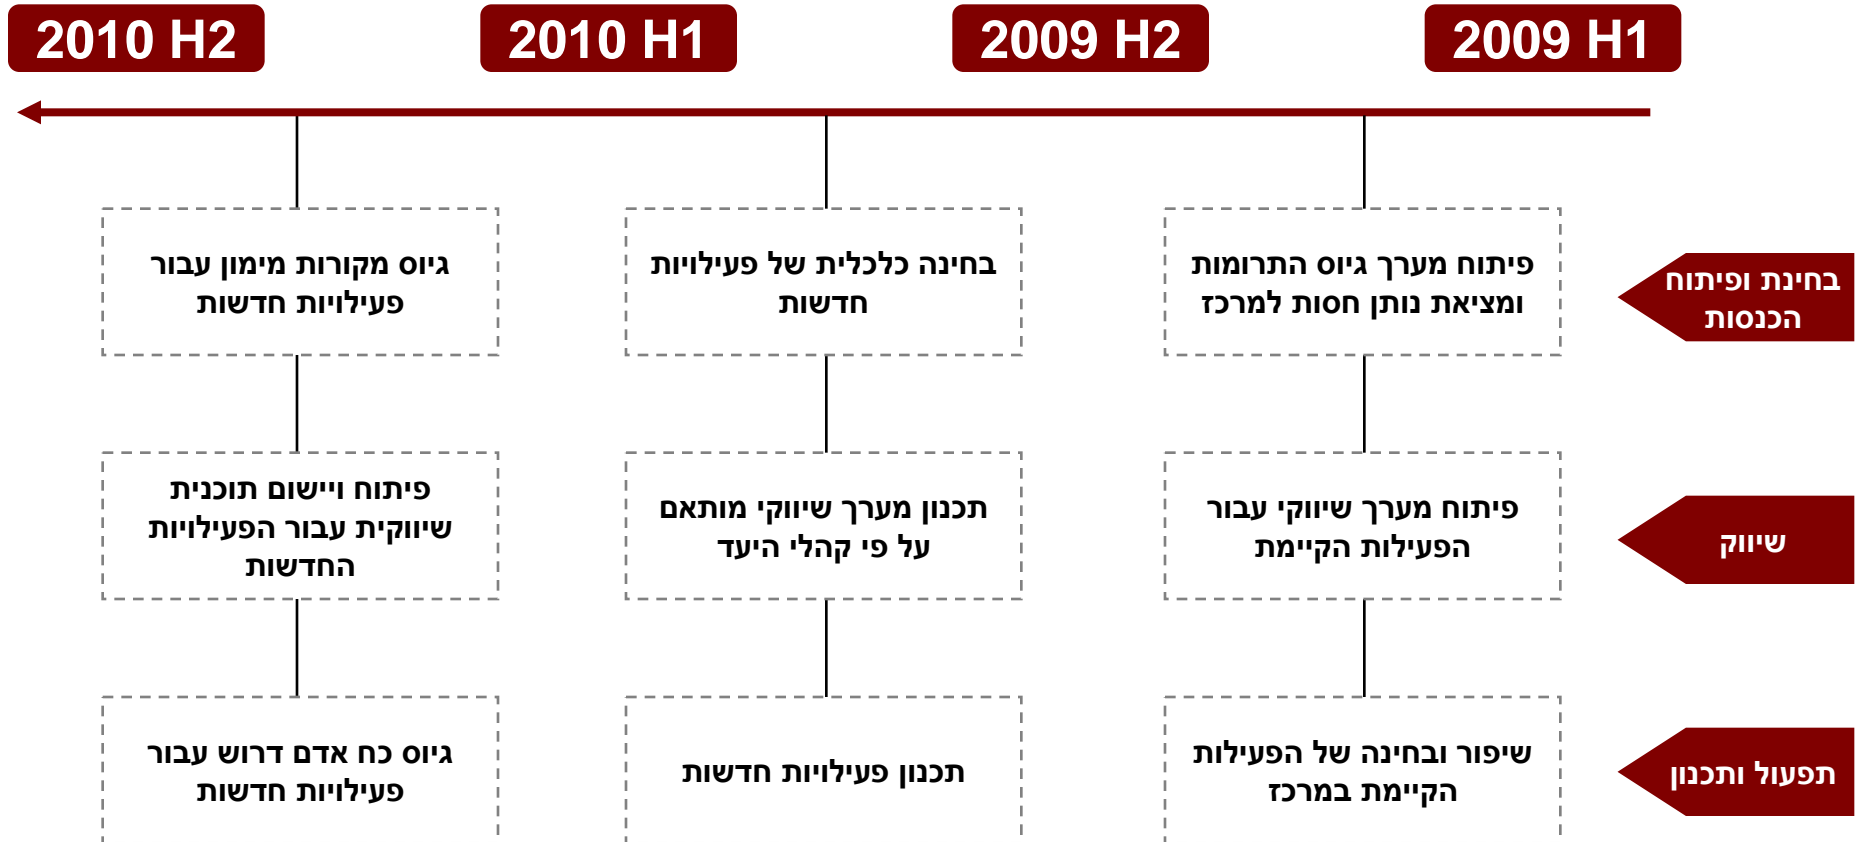 2009 H1
2009 H2
2010 H1
2010 H2
בחינת ופיתוח
הכנסות
פיתוח מערך גיוס התרומות
ומציאת נותן חסות למרכז
בחינה כלכלית של פעילויות
חדשות
גיוס מקורות מימון עבור
פעילויות חדשות
שיווק
פיתוח מערך שיווקי עבור
הפעילות הקיימת
תכנון מערך שיווקי מותאם
על פי קהלי היעד
פיתוח ויישום תוכנית
שיווקית עבור הפעילויות
החדשות
תפעול ותכנון
שיפור ובחינה של הפעילות
הקיימת במרכז
תכנון פעילויות חדשות
גיוס כח אדם דרוש עבור
פעילויות חדשות